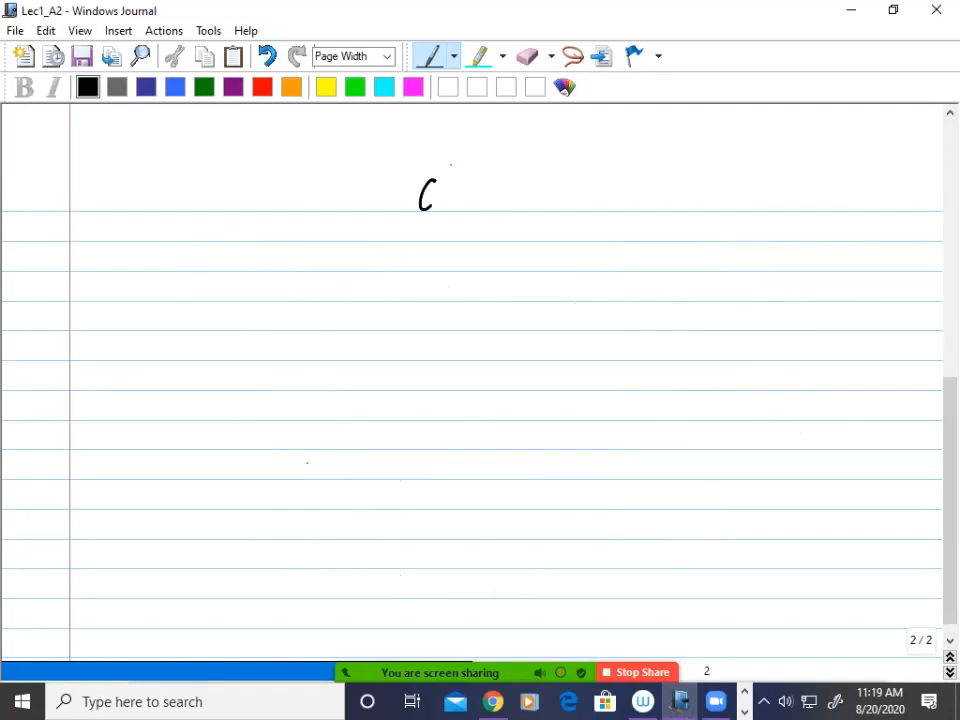 Lec1_A2 - Windows Journal
File Edit View Insert Actions Tools Help
Page Width
B I
C
2 / 2
You are screen sharing Stop Share 2
Type here to search
11:19 AM
8/20/2020